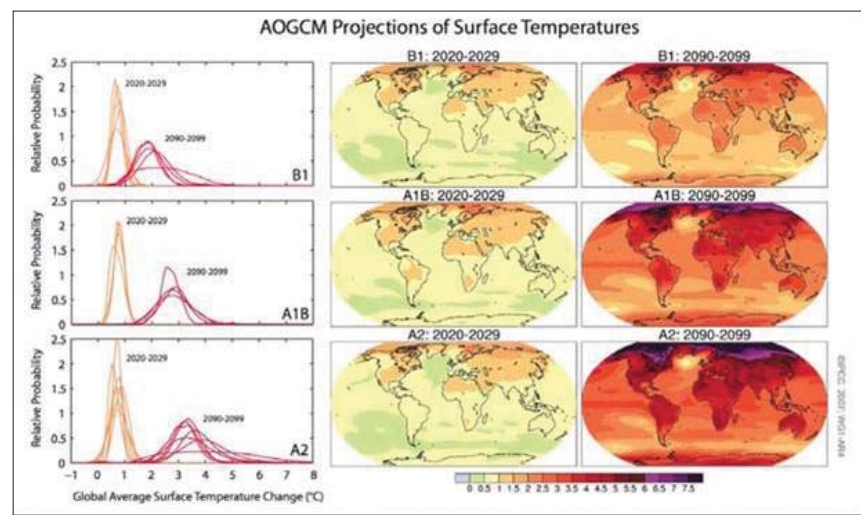 AOGCM Projections of Surface Temperatures
Relative Probability
2.5
2
1.5
1
0.5
0
2020-2029
2090-2099
B1
B1: 2020-2029
B1: 2090-2099
Relative Probability
2.5
2
1.5
1
0.5
0
2020-2029
2090-2099
A1B
A1B: 2020-2029
A1B: 2090-2099
Relative Probability
2.5
2
1.5
1
0.5
0
2020-2029
2090-2099
A2
A2: 2020-2029
A2: 2090-2099
-1 0 1 2 3 4 5 6 7 8
Global Average Surface Temperature Change (°C)
0 0.5 1 1.5 2 2.5 3 3.5 4 4.5 5 5.5 6 6.5 7 7.5
©IPCC 2007: WG1-AR4